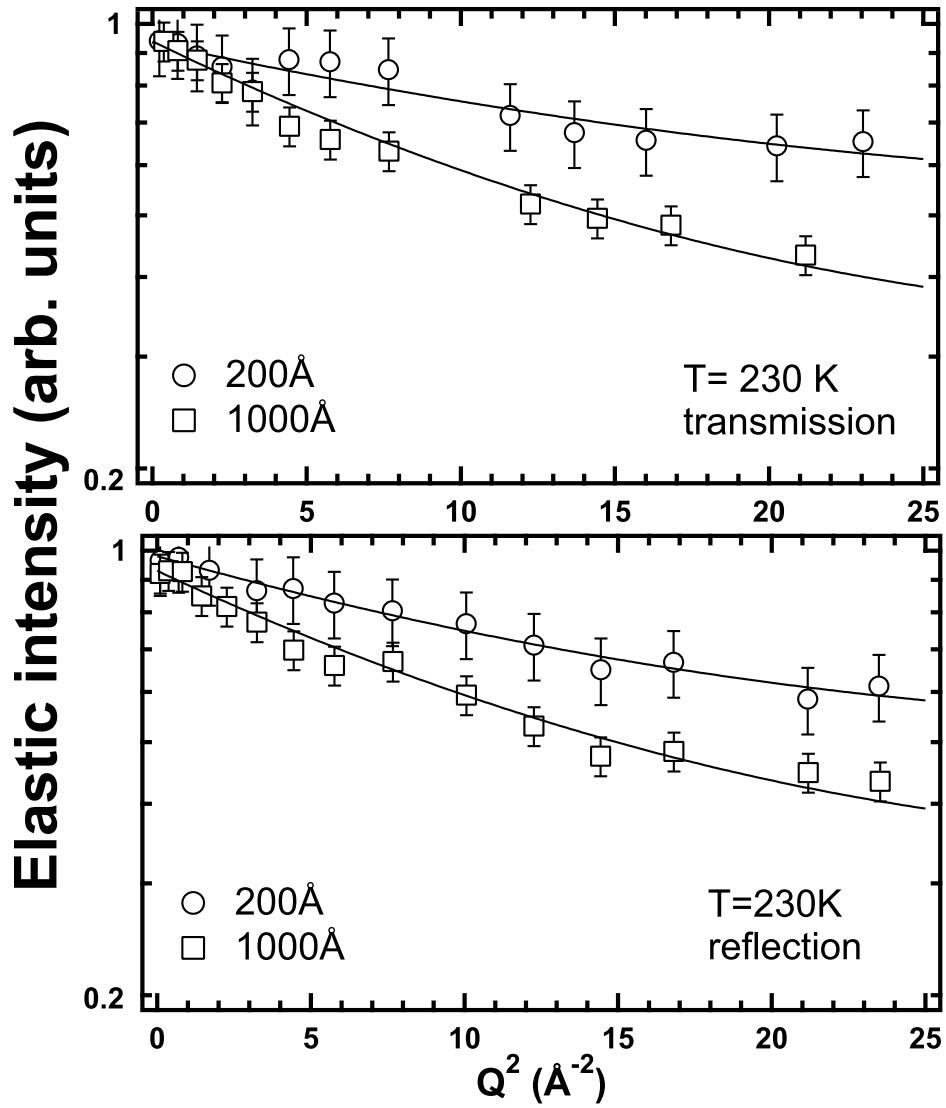 Elastic intensity (arb. units)
1
200Å
1000Å
T= 230 K
transmission
0.2
0 5 10 15 20 25
1
200Å
1000Å
T=230K
reflection
0.2
0 5 10 15 20 25
Q² (Å⁻²)